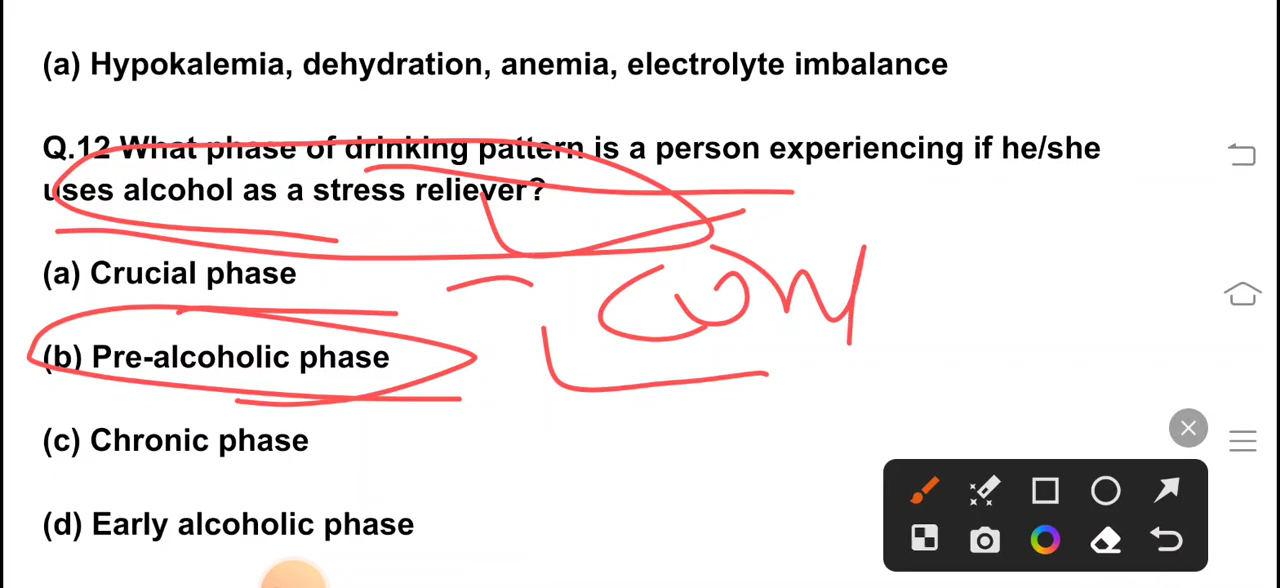 (a) Hypokalemia, dehydration, anemia, electrolyte imbalance
Q.12 What phase of drinking pattern is a person experiencing if he/she
uses alcohol as a stress reliever?
(a) Crucial phase
(b) Pre-alcoholic phase
(c) Chronic phase
(d) Early alcoholic phase